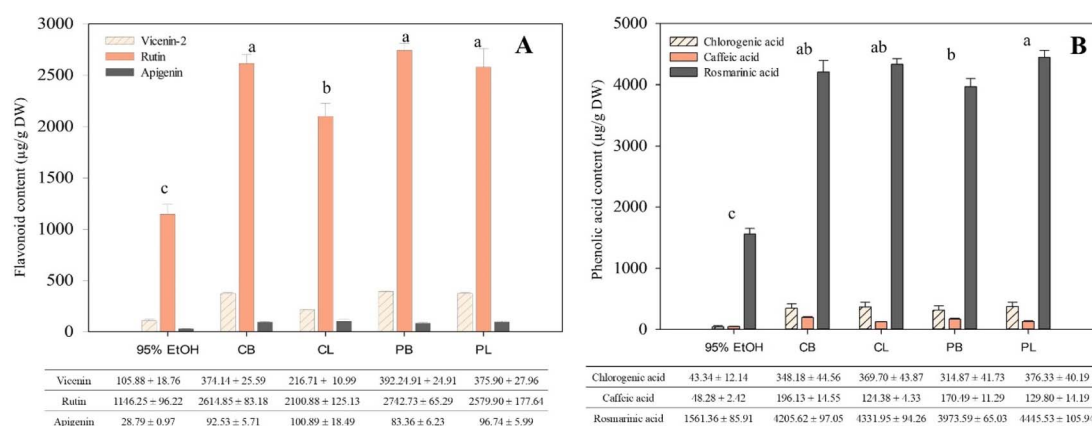 3000
2500
2000
1500
1000
500
0
Flavonoid content (µg/g DW)
Vicenin-2
Rutin
Apigenin
A
c
a
b
a
a
95% EtOH CB CL PB PL
Vicenin 105.88 ± 18.76 374.14 ± 25.59 216.71 ± 10.99 392.24.91 ± 24.91 375.90 ± 27.96
Rutin 1146.25 ± 96.22 2614.85 ± 83.18 2100.88 ± 125.13 2742.73 ± 65.29 2579.90 ± 177.64
Apigenin 28.79 ± 0.97 92.53 ± 5.71 100.89 ± 18.49 83.36 ± 6.23 96.74 ± 5.99
5000
4000
3000
2000
1000
0
Phenolic acid content (µg/g DW)
Chlorogenic acid
Caffeic acid
Rosmarinic acid
B
c
ab
ab
b
a
95% EtOH CB CL PB PL
Chlorogenic acid 43.34 ± 12.14 348.18 ± 44.56 369.70 ± 43.87 314.87 ± 41.73 376.33 ± 40.19
Caffeic acid 48.28 ± 2.42 196.13 ± 14.55 124.38 ± 4.33 170.49 ± 11.29 129.80 ± 14.19
Rosmarinic acid 1561.36 ± 85.91 4205.62 ± 97.05 4331.95 ± 94.26 3973.59 ± 65.03 4445.53 ± 105.94